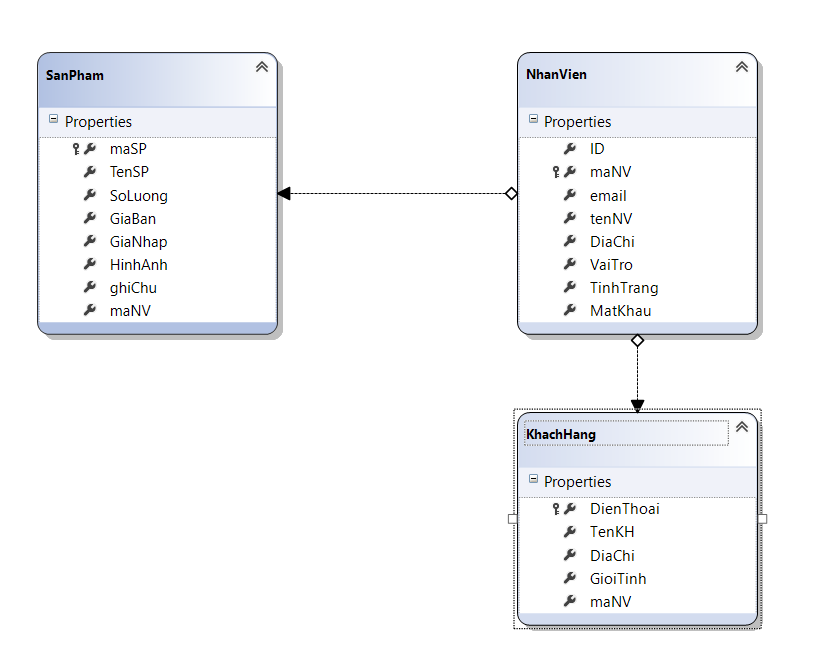 SanPham
Properties
maSP
TenSP
SoLuong
GiaBan
GiaNhap
HinhAnh
ghiChu
maNV
NhanVien
Properties
ID
maNV
email
tenNV
DiaChi
VaiTro
TinhTrang
MatKhau
KhachHang
Properties
DienThoai
TenKH
DiaChi
GioiTinh
maNV